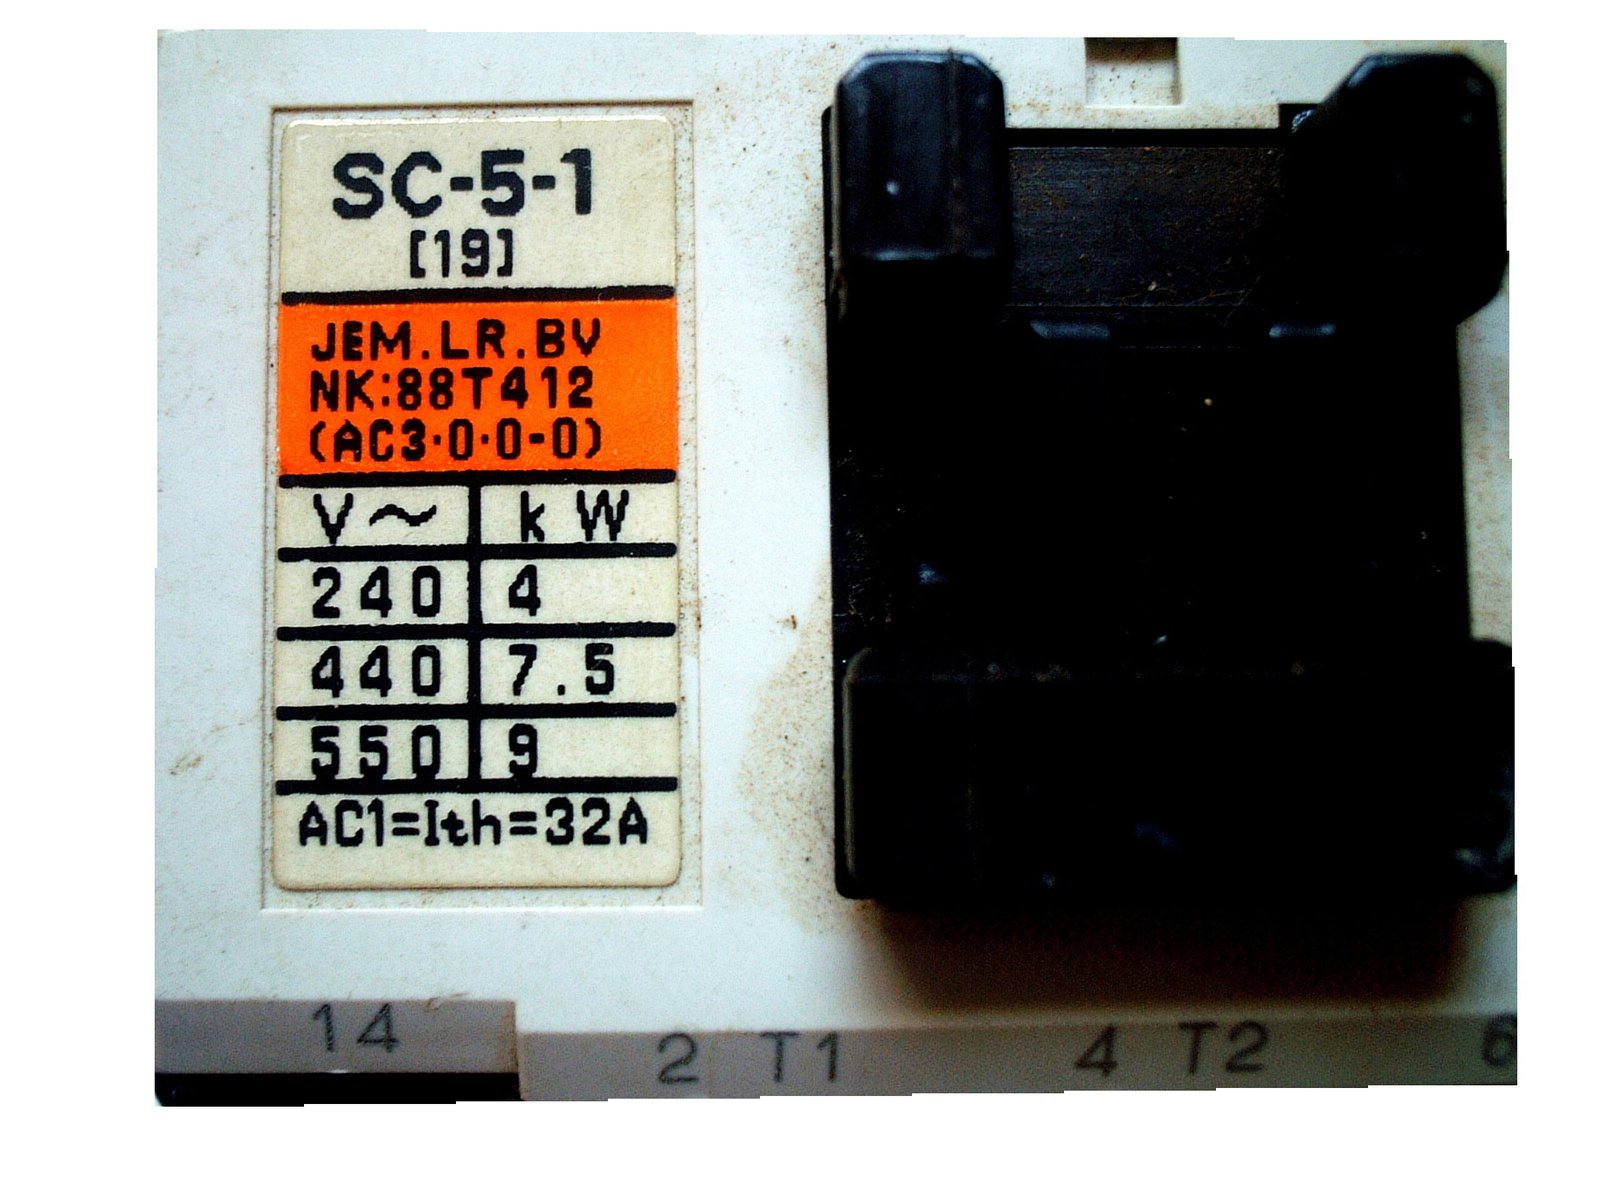 SC-5-1
[19]
JEM.LR.BV
NK:88T412
(AC3·0·0-0)
V~ kW
240 4
440 7.5
550 9
AC1=Ith=32A
14
2 T1 4 T2 6